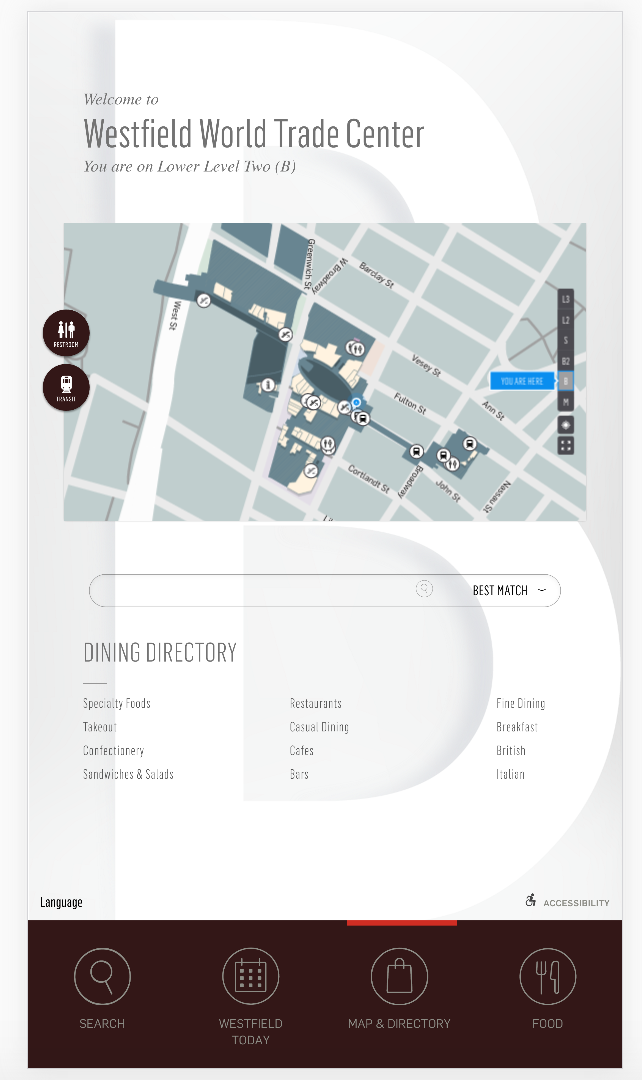 Welcome to
Westfield World Trade Center
You are on Lower Level Two (B)
Greenwich St
W Broadway
Barclay St
West St
L3
L2
S
B2
YOU ARE HERE
B
M
RESTROOM
TRANSIT
Vesey St
Fulton St
Ann St
Cortlandt St
Broadway
John St
Nassau St
BEST MATCH
DINING DIRECTORY
Specialty Foods
Restaurants
Fine Dining
Takeout
Casual Dining
Breakfast
Confectionery
Cafes
British
Sandwiches & Salads
Bars
Italian
Language
ACCESSIBILITY
SEARCH
WESTFIELD
TODAY
MAP & DIRECTORY
FOOD